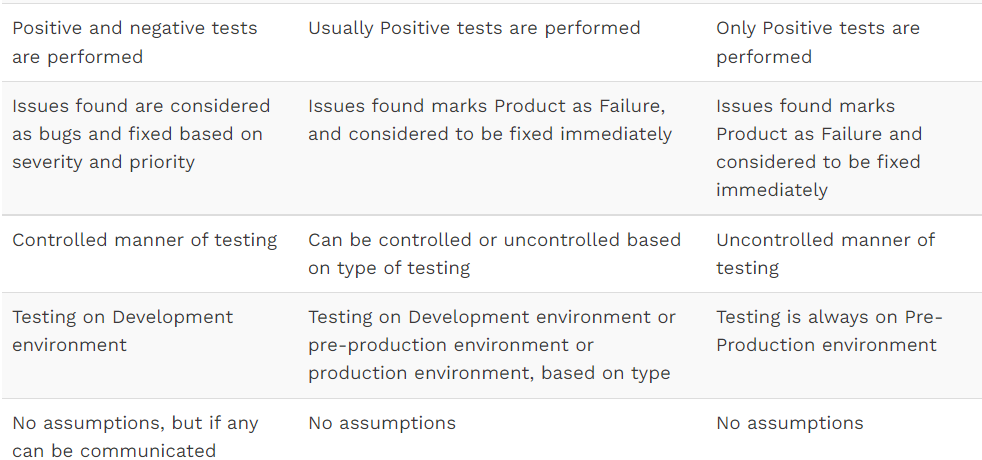 Positive and negative tests
are performed
Usually Positive tests are performed
Only Positive tests are
performed
Issues found are considered
as bugs and fixed based on
severity and priority
Issues found marks Product as Failure,
and considered to be fixed immediately
Issues found marks
Product as Failure and
considered to be fixed
immediately
Controlled manner of testing
Can be controlled or uncontrolled based
on type of testing
Uncontrolled manner of
testing
Testing on Development
environment
Testing on Development environment or
pre-production environment or
production environment, based on type
Testing is always on Pre-
Production environment
No assumptions, but if any
can be communicated
No assumptions
No assumptions